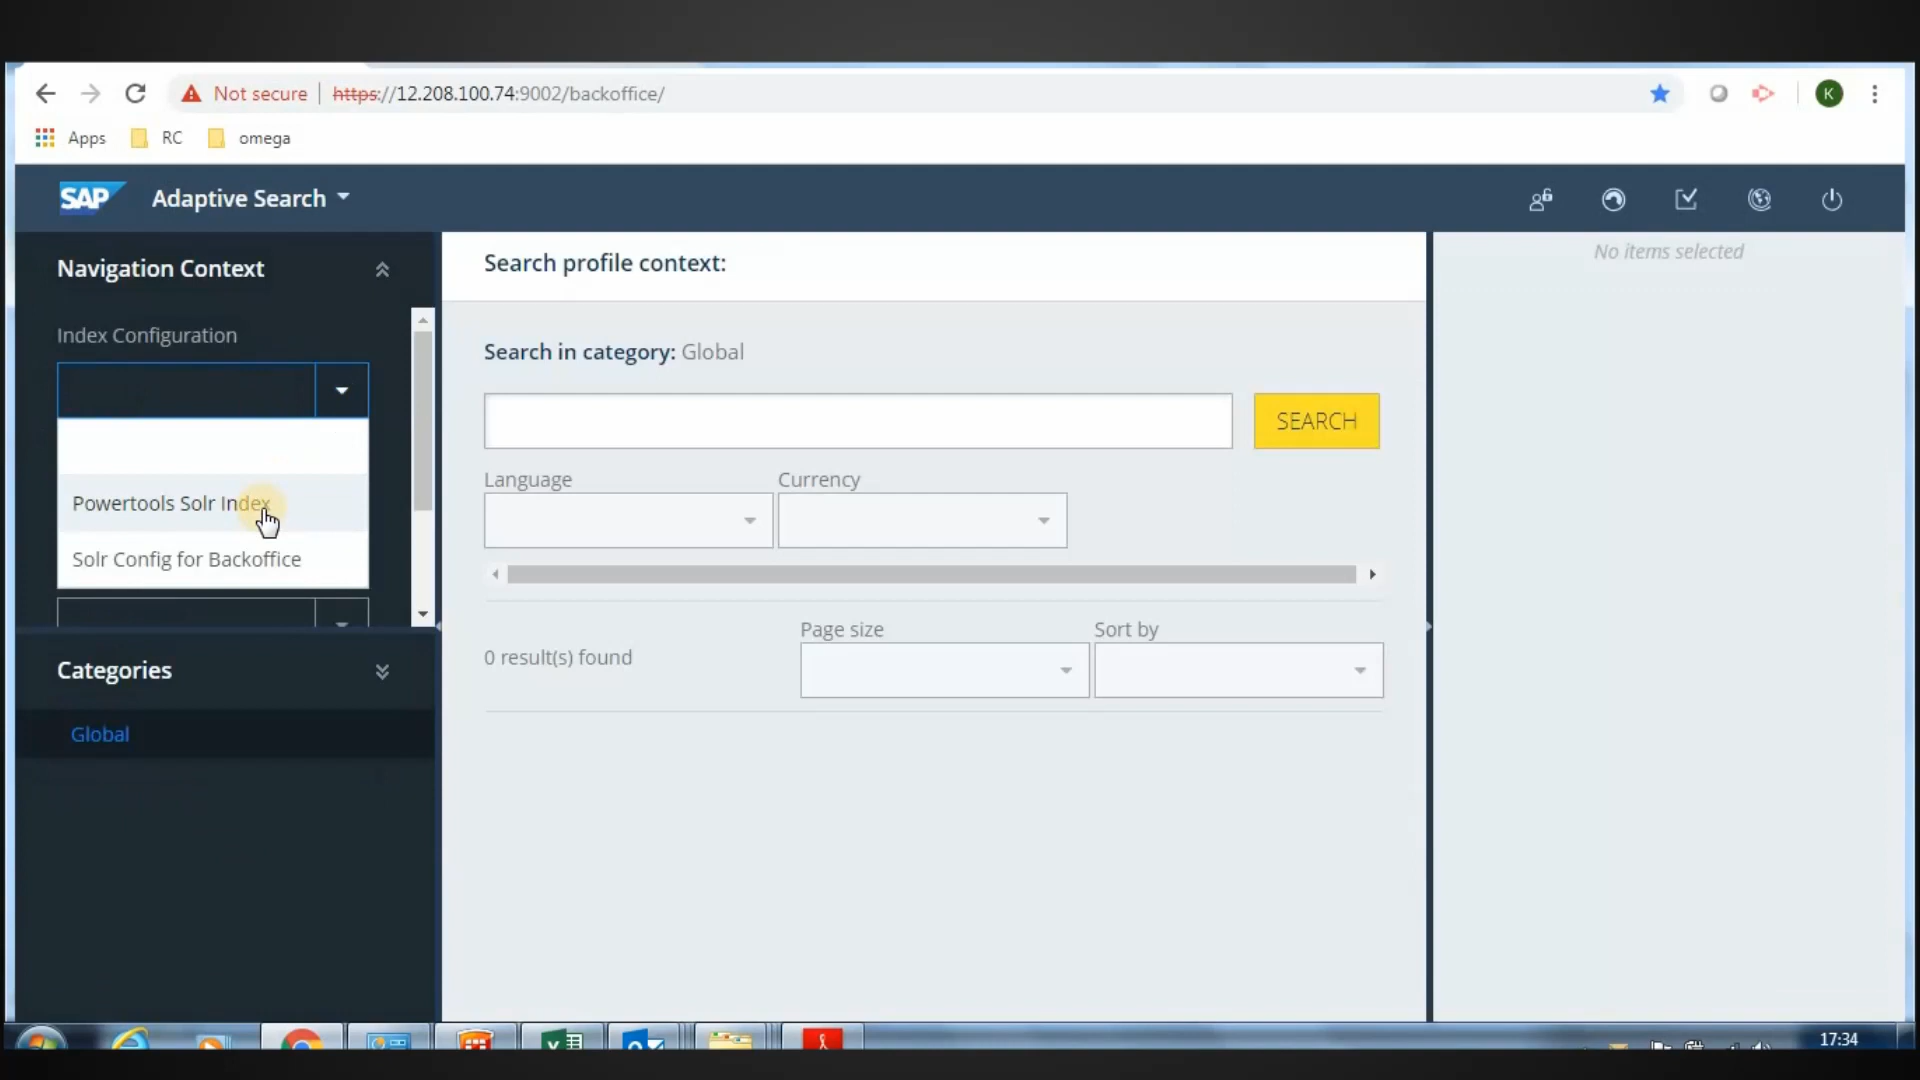 Not secure | https://12.208.100.74:9002/backoffice/
K
Apps RC omega
SAP Adaptive Search
Navigation Context
Index Configuration
Powertools Solr Index
Solr Config for Backoffice
Categories
Global
Search profile context:
Search in category: Global
SEARCH
Language Currency
0 result(s) found
Page size Sort by
No items selected
17:34